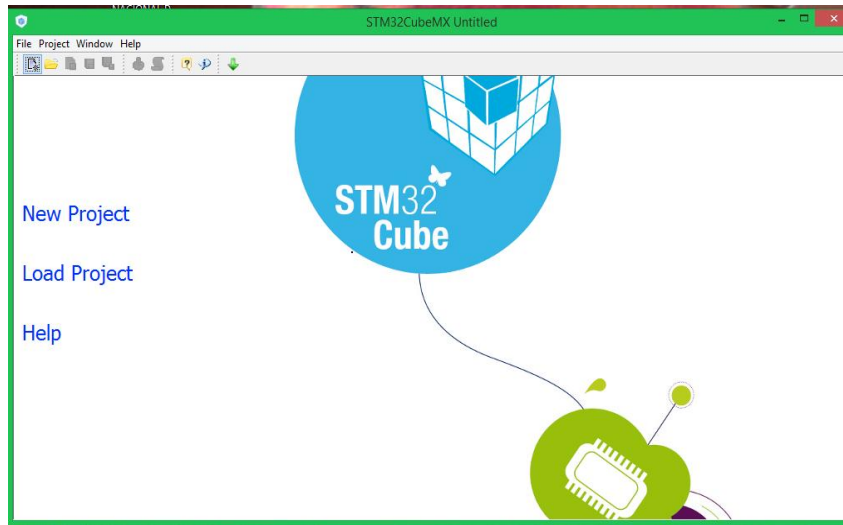 STM32CubeMX Untitled
File Project Window Help
STM32
Cube
New Project
Load Project
Help